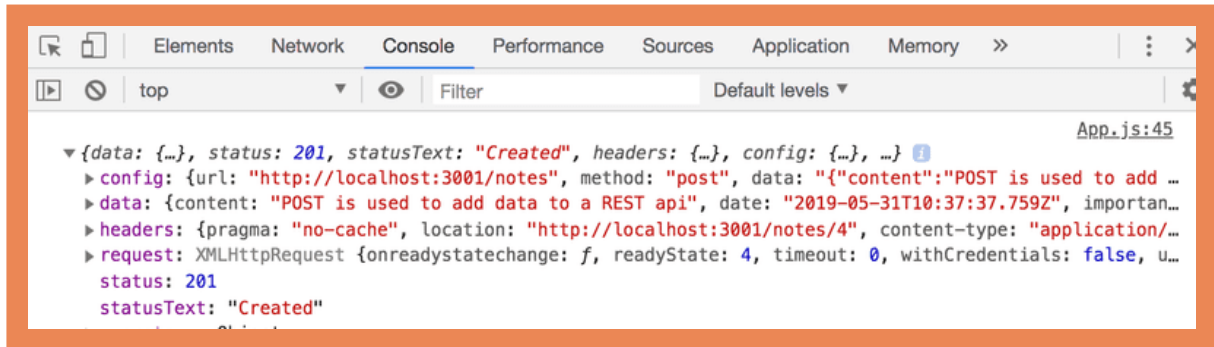 Elements Network Console Performance Sources Application Memory »
top Filter Default levels
App.js:45
{data: {…}, status: 201, statusText: "Created", headers: {…}, config: {…}, …}
config: {url: "http://localhost:3001/notes", method: "post", data: "{"content":"POST is used to add …
data: {content: "POST is used to add data to a REST api", date: "2019-05-31T10:37:37.759Z", importan…
headers: {pragma: "no-cache", location: "http://localhost:3001/notes/4", content-type: "application/…
request: XMLHttpRequest {onreadystatechange: ƒ, readyState: 4, timeout: 0, withCredentials: false, u…
status: 201
statusText: "Created"